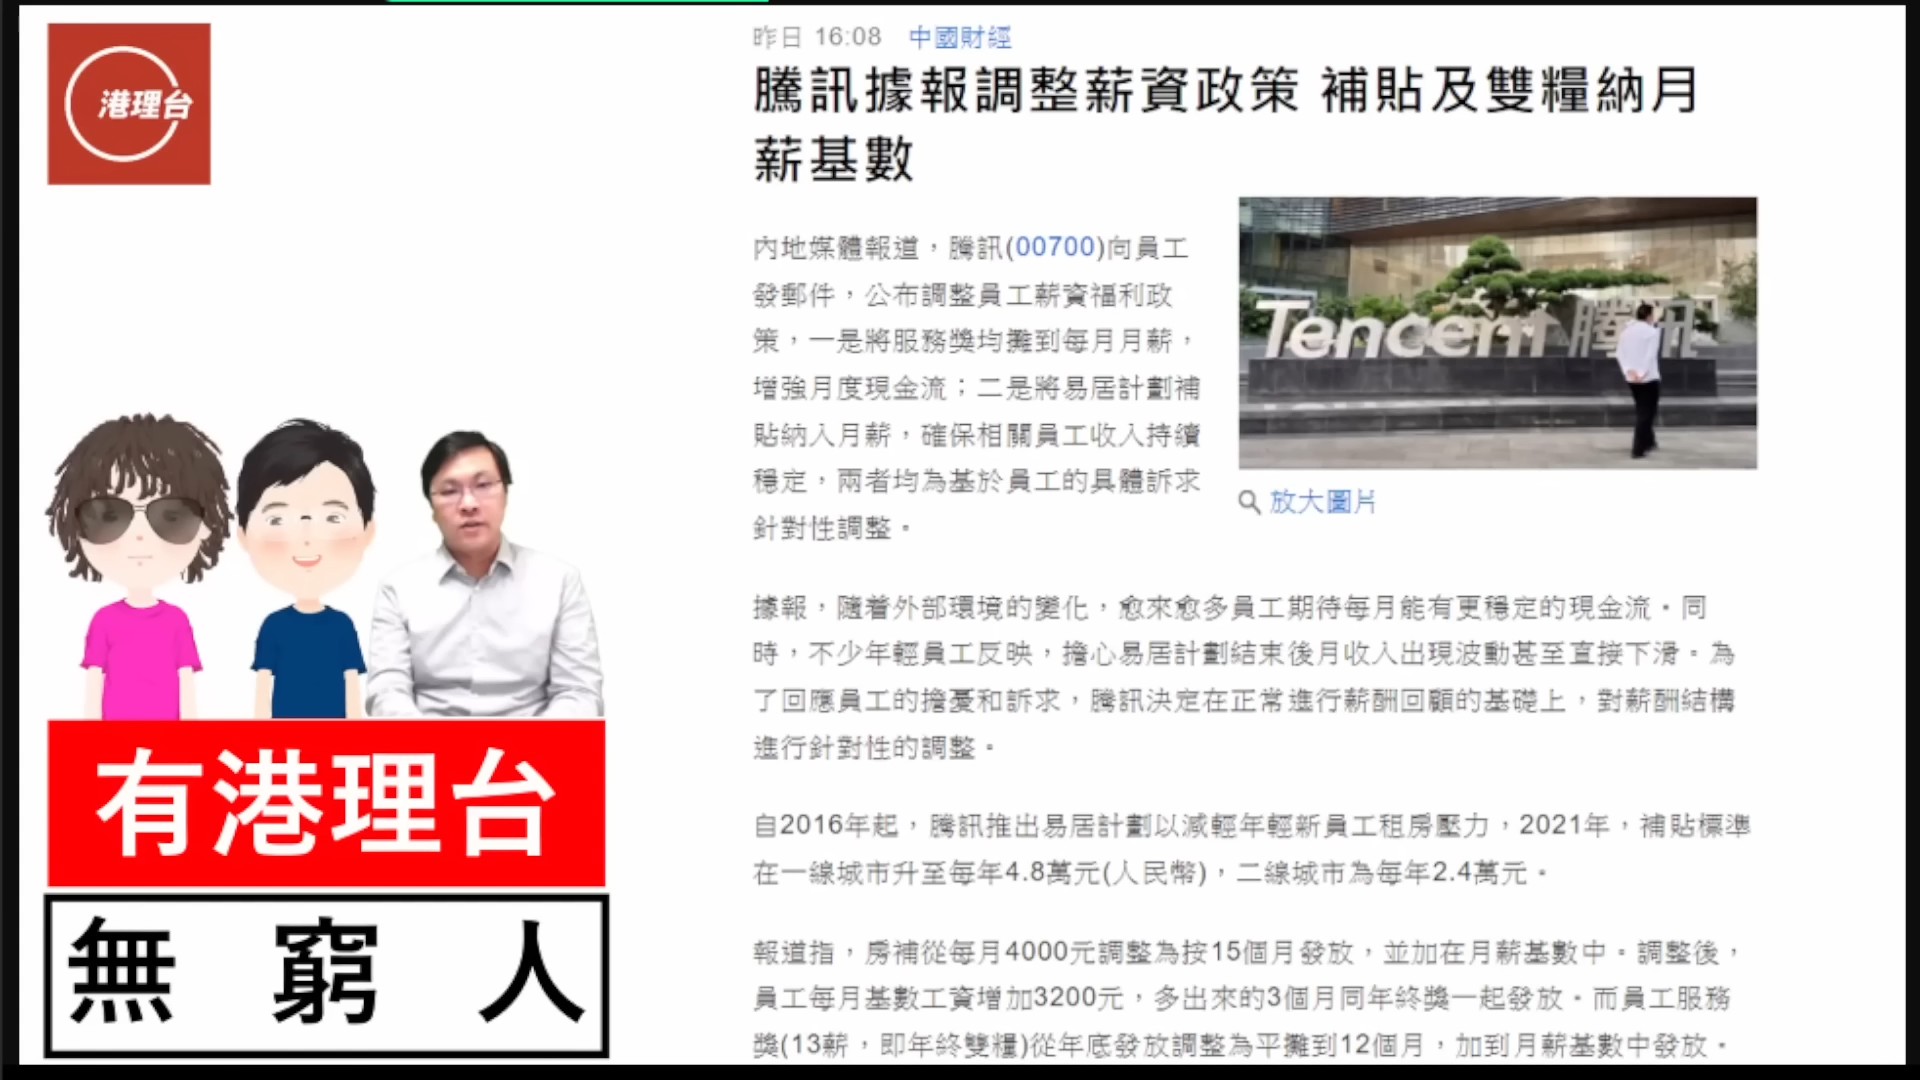 港理台
昨日 16:08 中國財經
騰訊據報調整薪資政策 補貼及雙糧納月
薪基數
內地媒體報道，騰訊(00700)向員工
發郵件，公布調整員工薪資福利政
策，一是將服務獎均攤到每月月薪，
增強月度現金流；二是將易居計劃補
貼納入月薪，確保相關員工收入持續
穩定，兩者均為基於員工的具體訴求
針對性調整。
Tencent 騰訊
放大圖片
據報，隨着外部環境的變化，愈來愈多員工期待每月能有更穩定的現金流。同
時，不少年輕員工反映，擔心易居計劃結束後月收入出現波動甚至直接下滑。為
了回應員工的擔憂和訴求，騰訊決定在正常進行薪酬回顧的基礎上，對薪酬結構
進行針對性的調整。
自2016年起，騰訊推出易居計劃以減輕年輕新員工租房壓力，2021年，補貼標準
在一線城市升至每年4.8萬元(人民幣)，二線城市為每年2.4萬元。
報道指，房補從每月4000元調整為按15個月發放，並加在月薪基數中。調整後，
員工每月基數工資增加3200元，多出來的3個月同年終獎一起發放。而員工服務
獎(13薪，即年終雙糧)從年底發放調整為平攤到12個月，加到月薪基數中發放。
有港理台
無窮人